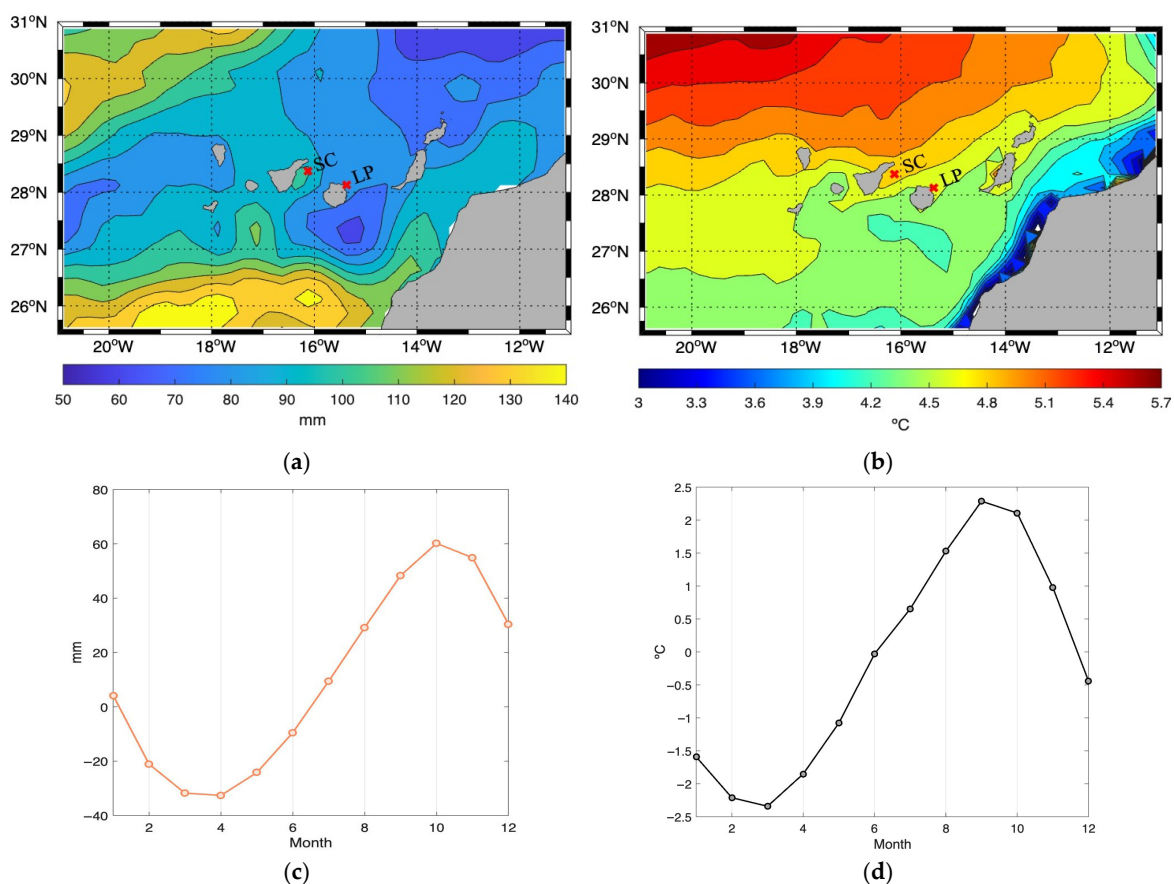 31°N
30°N
29°N
28°N
27°N
26°N
SC
LP
20°W 18°W 16°W 14°W 12°W
50 60 70 80 90 100 110 120 130 140
mm
(a)
31°N
30°N
29°N
28°N
27°N
26°N
SC
LP
20°W 18°W 16°W 14°W 12°W
3 3.3 3.6 3.9 4.2 4.5 4.8 5.1 5.4 5.7
ºC
(b)
80
60
40
20
0
−20
−40
mm
2 4 6 8 10 12
Month
(c)
2.5
2
1.5
1
0.5
0
−0.5
−1
−1.5
−2
−2.5
ºC
2 4 6 8 10 12
Month
(d)